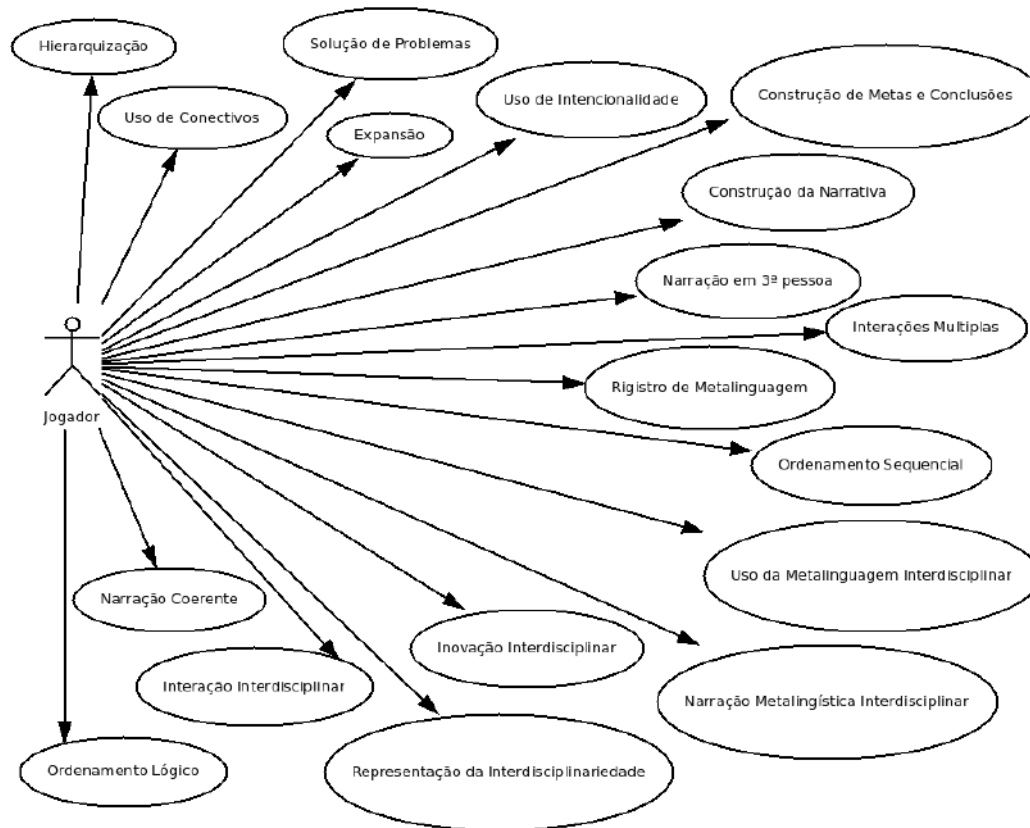 Hierarquização
Solução de Problemas
Uso de Intencionalidade
Construção de Metas e Conclusões
Uso de Conectivos
Expansão
Construção da Narrativa
Narração em 3ª pessoa
Interações Multiplas
Rigistro de Metalinguagem
Jogador
Ordenamento Sequencial
Uso da Metalinguagem Interdisciplinar
Narração Coerente
Inovação Interdisciplinar
Interação Interdisciplinar
Narração Metalingística Interdisciplinar
Ordenamento Lógico
Representação da Interdisciplinariedade